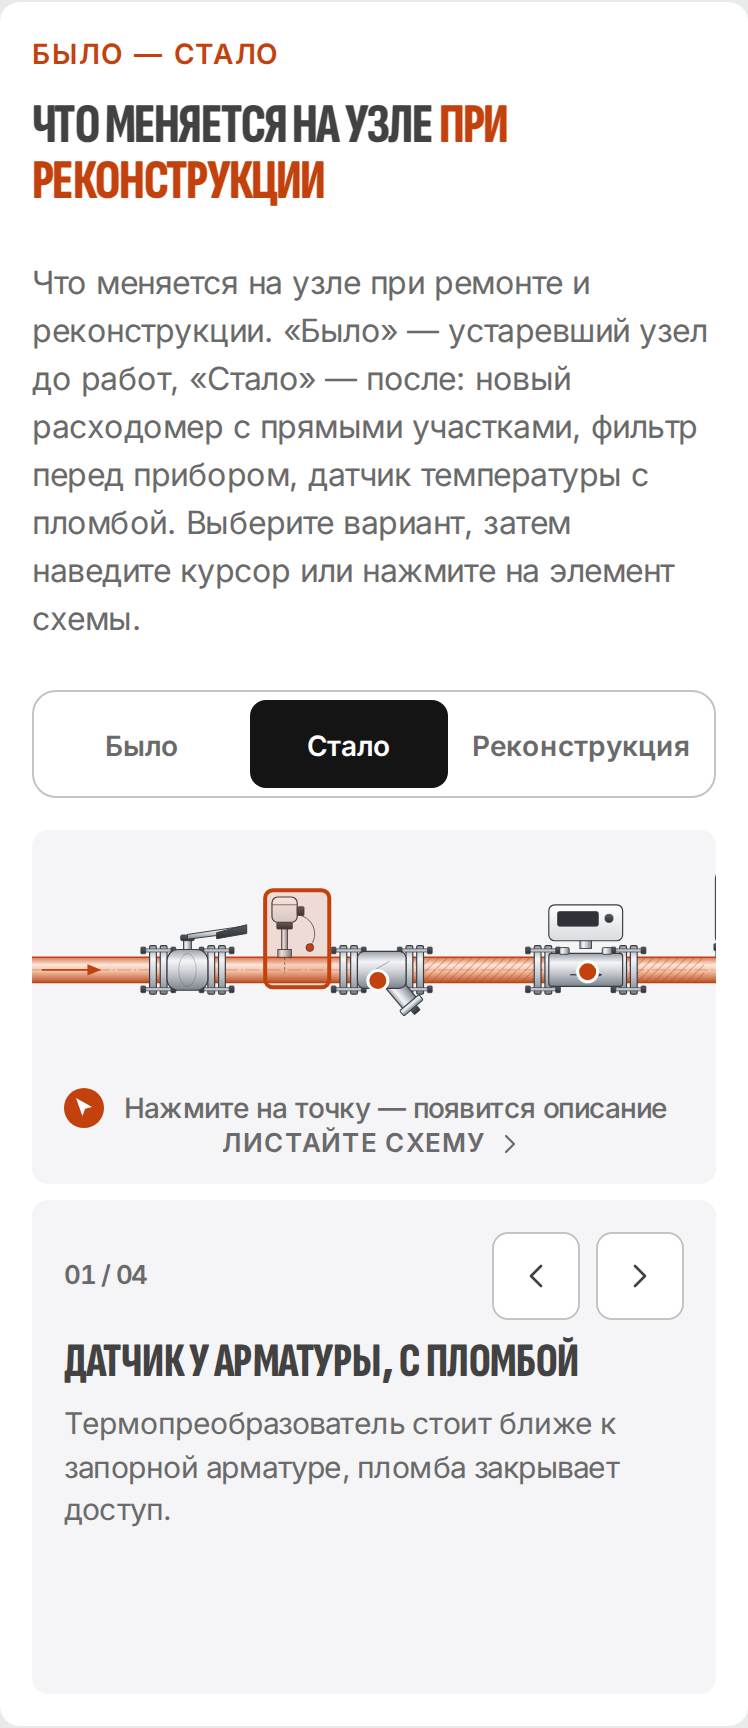 БЫЛО — СТАЛО
ЧТО МЕНЯЕТСЯ НА УЗЛЕ ПРИ
РЕКОНСТРУКЦИИ
Что меняется на узле при ремонте и
реконструкции. «Было» — устаревший узел
до работ, «Стало» — после: новый
расходомер с прямыми участками, фильтр
перед прибором, датчик температуры с
пломбой. Выберите вариант, затем
наведите курсор или нажмите на элемент
схемы.
Было
Стало
Реконструкция
Нажмите на точку — появится описание
ЛИСТАЙТЕ СХЕМУ
01 / 04
ДАТЧИК У АРМАТУРЫ, С ПЛОМБОЙ
Термопреобразователь стоит ближе к
запорной арматуре, пломба закрывает
доступ.